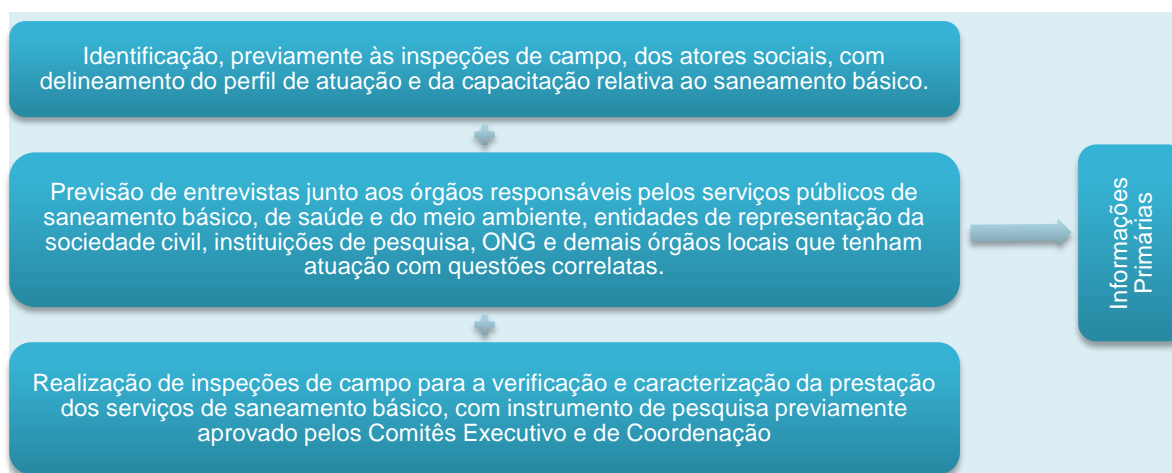 Identificação, previamente às inspeções de campo, dos atores sociais, com
delineamento do perfil de atuação e da capacitação relativa ao saneamento básico.
Previsão de entrevistas junto aos órgãos responsáveis pelos serviços públicos de
saneamento básico, de saúde e do meio ambiente, entidades de representação da
sociedade civil, instituições de pesquisa, ONG e demais órgãos locais que tenham
atuação com questões correlatas.
Realização de inspeções de campo para a verificação e caracterização da prestação
dos serviços de saneamento básico, com instrumento de pesquisa previamente
aprovado pelos Comitês Executivo e de Coordenação
Informações
Primárias